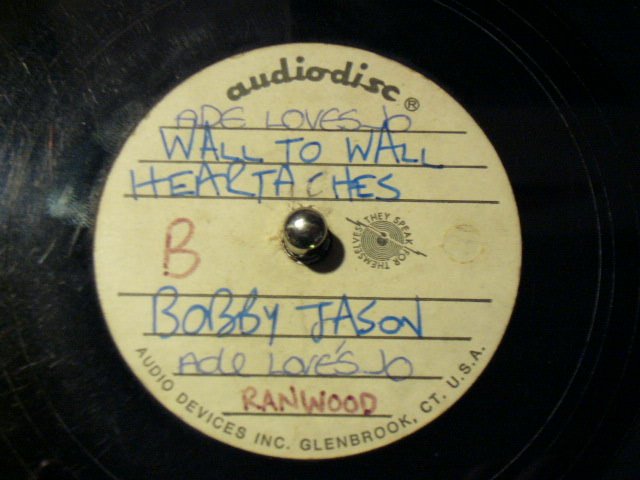 audiodisc ®
ADE LOVES JO
WALL TO WALL
HEARTACHES
B
THEY SPEAK FOR THEMSELVES
BOBBY JASON
Ade Love's Jo
RANWOOD
AUDIO DEVICES INC. GLENBROOK, CT. U.S.A.